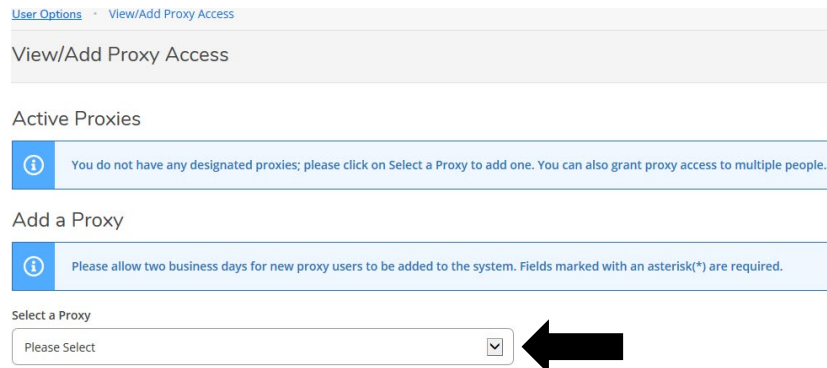 User Options · View/Add Proxy Access
View/Add Proxy Access
Active Proxies
You do not have any designated proxies; please click on Select a Proxy to add one. You can also grant proxy access to multiple people.
Add a Proxy
Please allow two business days for new proxy users to be added to the system. Fields marked with an asterisk(*) are required.
Select a Proxy
Please Select